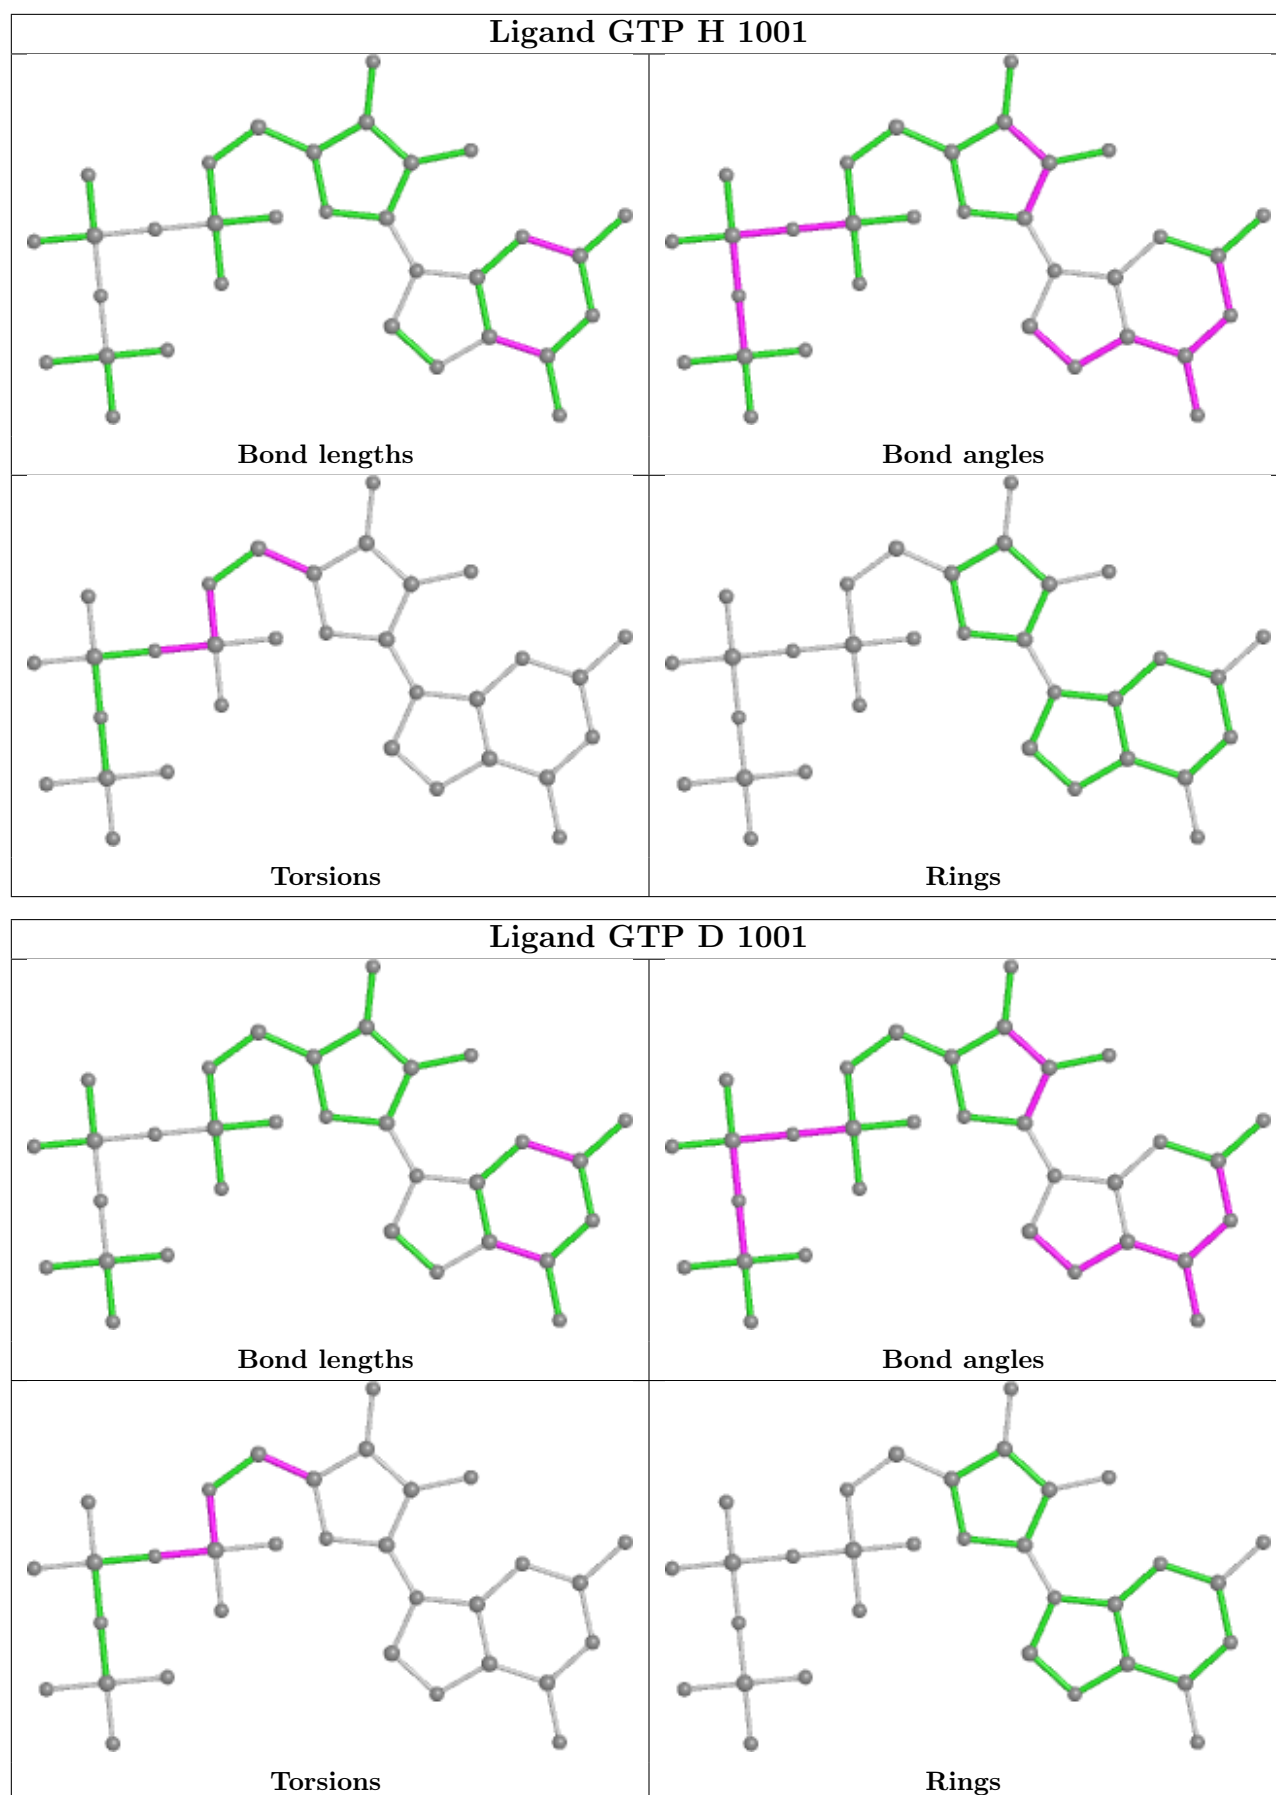 Ligand GTP H 1001
Bond lengths
Bond angles
Torsions
Rings
Ligand GTP D 1001
Bond lengths
Bond angles
Torsions
Rings